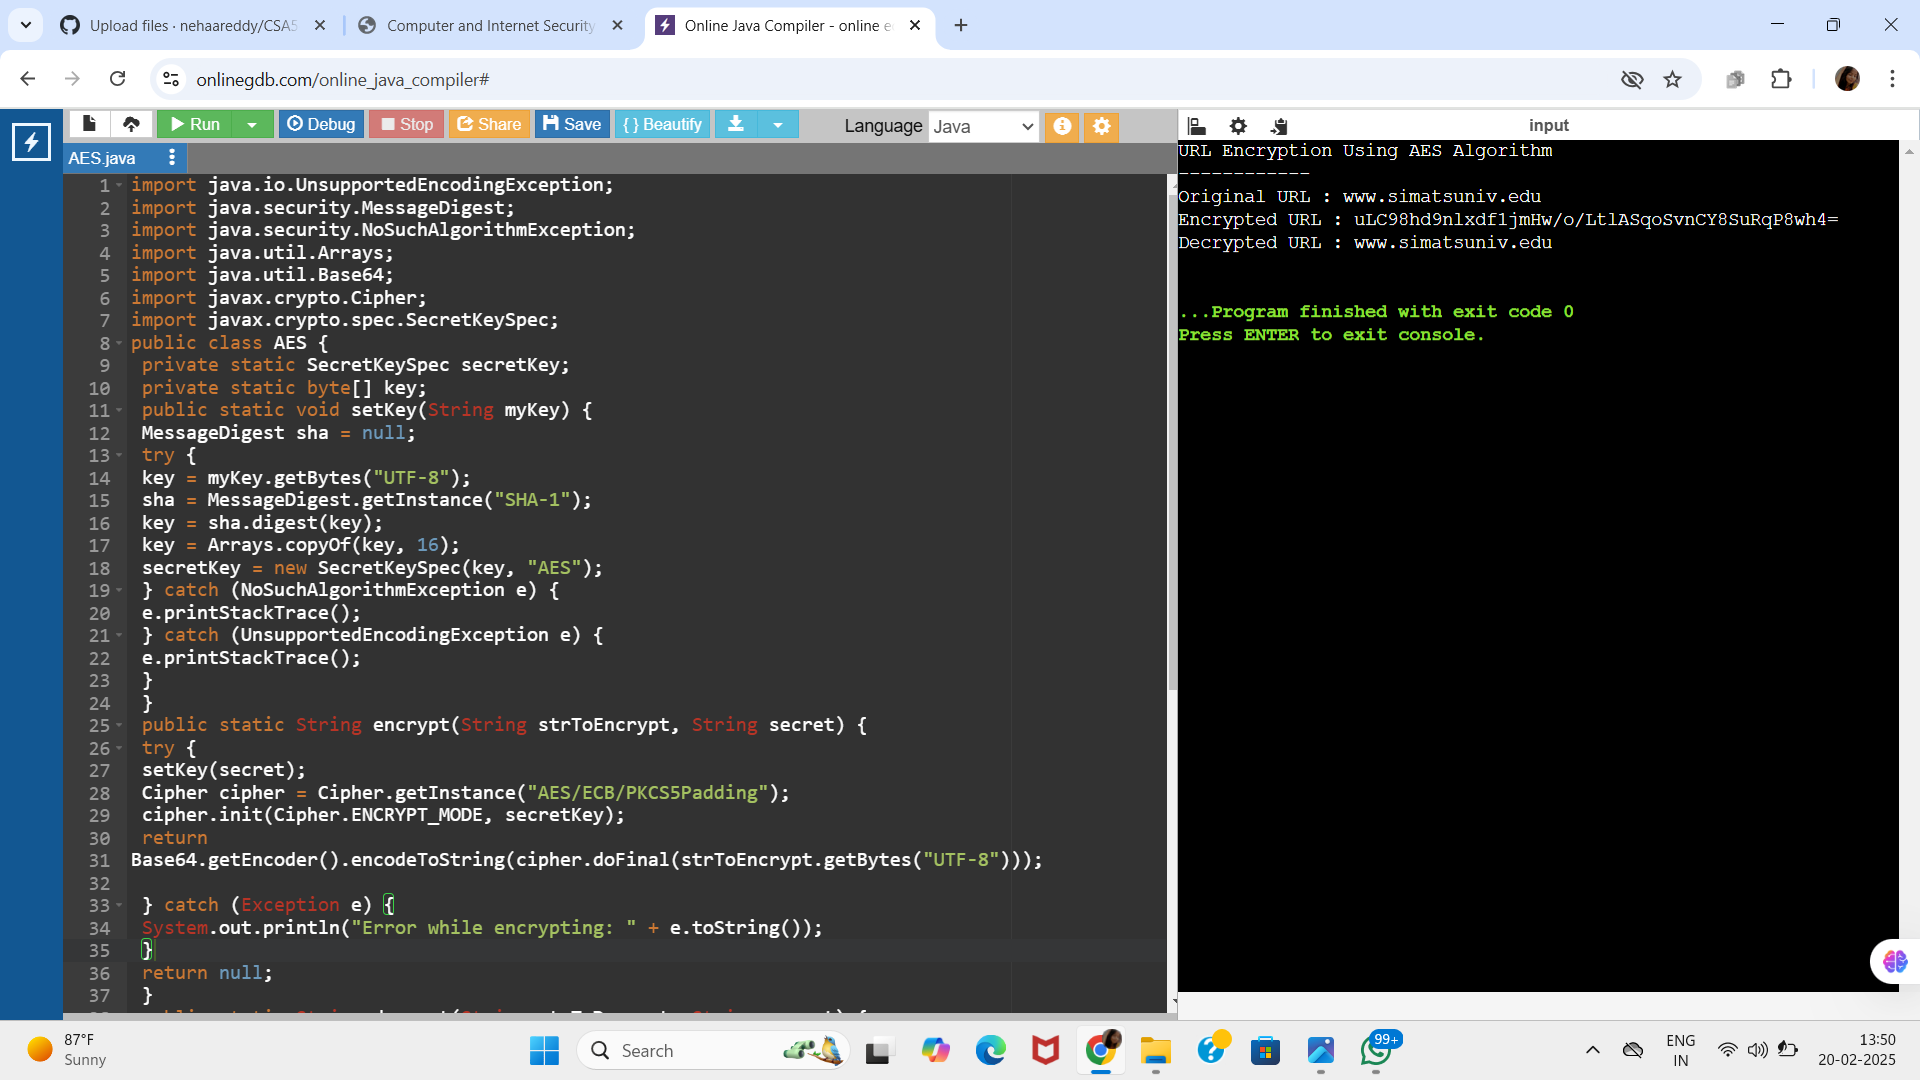 Upload files · nehaareddy/CSA5
Computer and Internet Security
Online Java Compiler - online e
onlinegdb.com/online_java_compiler#
Run Debug Stop Share Save { } Beautify Language Java
input
AES.java
1 import java.io.UnsupportedEncodingException;
2 import java.security.MessageDigest;
3 import java.security.NoSuchAlgorithmException;
4 import java.util.Arrays;
5 import java.util.Base64;
6 import javax.crypto.Cipher;
7 import javax.crypto.spec.SecretKeySpec;
8 public class AES {
9 private static SecretKeySpec secretKey;
10 private static byte[] key;
11 public static void setKey(String myKey) {
12 MessageDigest sha = null;
13 try {
14 key = myKey.getBytes("UTF-8");
15 sha = MessageDigest.getInstance("SHA-1");
16 key = sha.digest(key);
17 key = Arrays.copyOf(key, 16);
18 secretKey = new SecretKeySpec(key, "AES");
19 } catch (NoSuchAlgorithmException e) {
20 e.printStackTrace();
21 } catch (UnsupportedEncodingException e) {
22 e.printStackTrace();
23 }
24 }
25 public static String encrypt(String strToEncrypt, String secret) {
26 try {
27 setKey(secret);
28 Cipher cipher = Cipher.getInstance("AES/ECB/PKCS5Padding");
29 cipher.init(Cipher.ENCRYPT_MODE, secretKey);
30 return
31 Base64.getEncoder().encodeToString(cipher.doFinal(strToEncrypt.getBytes("UTF-8")));
32
33 } catch (Exception e) {
34 System.out.println("Error while encrypting: " + e.toString());
35 }
36 return null;
37 }
URL Encryption Using AES Algorithm
------------
Original URL : www.simatsuniv.edu
Encrypted URL : uLC98hd9nlxdf1jmHw/o/LtlASqoSvnCY8SuRqP8wh4=
Decrypted URL : www.simatsuniv.edu
...Program finished with exit code 0
Press ENTER to exit console.
87°F
Sunny
Search
99+
ENG
IN
13:50
20-02-2025